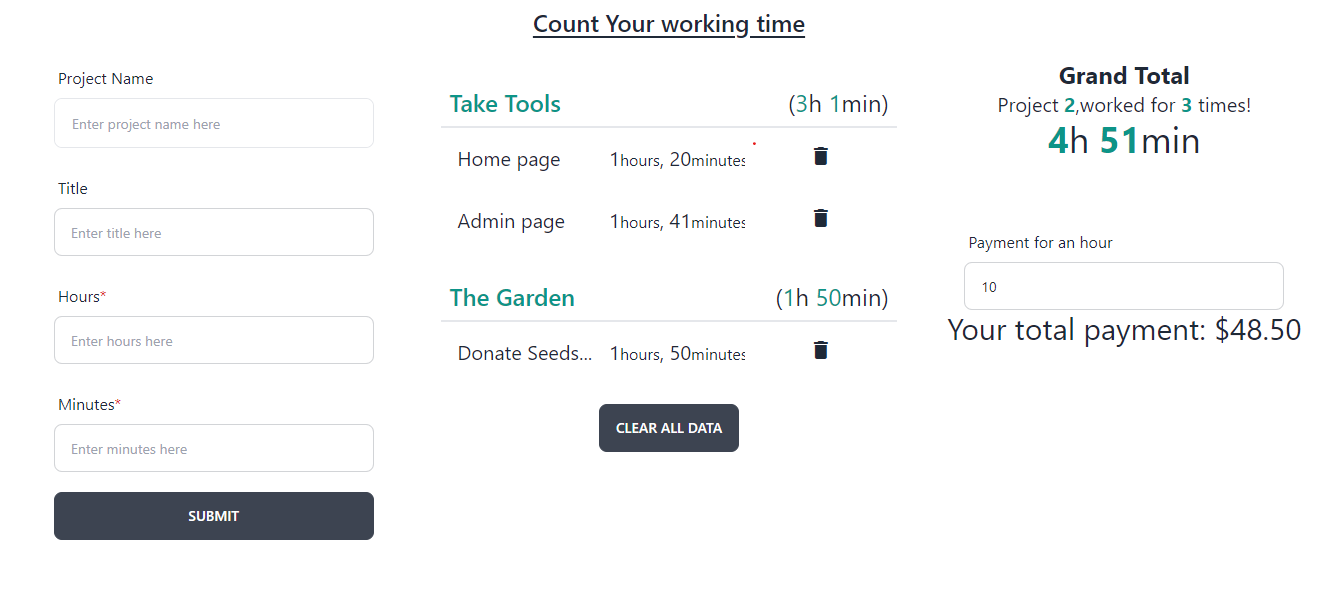 Count Your working time
Project Name
Enter project name here
Title
Enter title here
Hours*
Enter hours here
Minutes*
Enter minutes here
SUBMIT
Take Tools (3h 1min)
Home page 1hours, 20minutes
Admin page 1hours, 41minutes
The Garden (1h 50min)
Donate Seeds... 1hours, 50minutes
CLEAR ALL DATA
Grand Total
Project 2,worked for 3 times!
4h 51min
Payment for an hour
10
Your total payment: $48.50